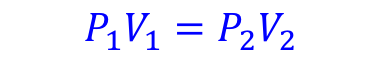 P₁V₁ = P₂V₂